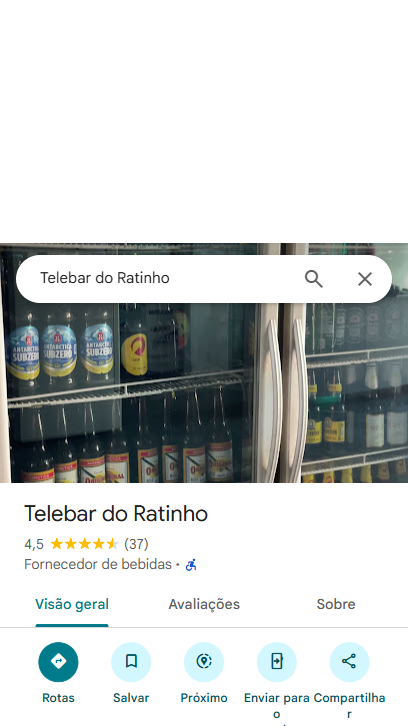 Telebar do Ratinho
ANTARCTICA
SUBZERO
ANTARCTICA
SUBZERO
ANTARCTICA
SUBZERO
Telebar do Ratinho
4,5 (37)
Fornecedor de bebidas ·
Visão geral
Avaliações
Sobre
Rotas
Salvar
Próximo
Enviar para
o
Compartilha
r